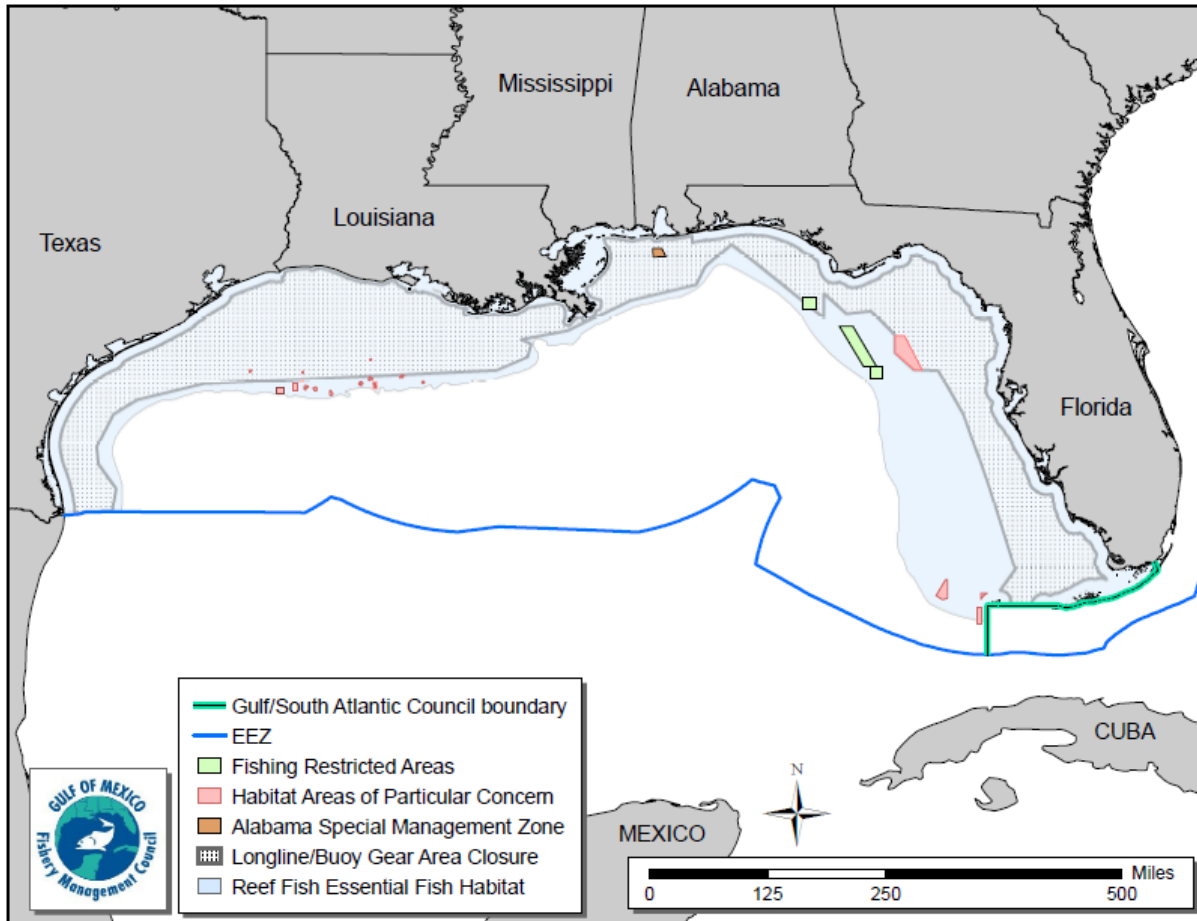 Mississippi
Alabama
Louisiana
Texas
Florida
Gulf/South Atlantic Council boundary
EEZ
Fishing Restricted Areas
Habitat Areas of Particular Concern
Alabama Special Management Zone
Longline/Buoy Gear Area Closure
Reef Fish Essential Fish Habitat
GULF OF MEXICO
Fishery Management Council
CUBA
N
MEXICO
Miles
0 125 250 500